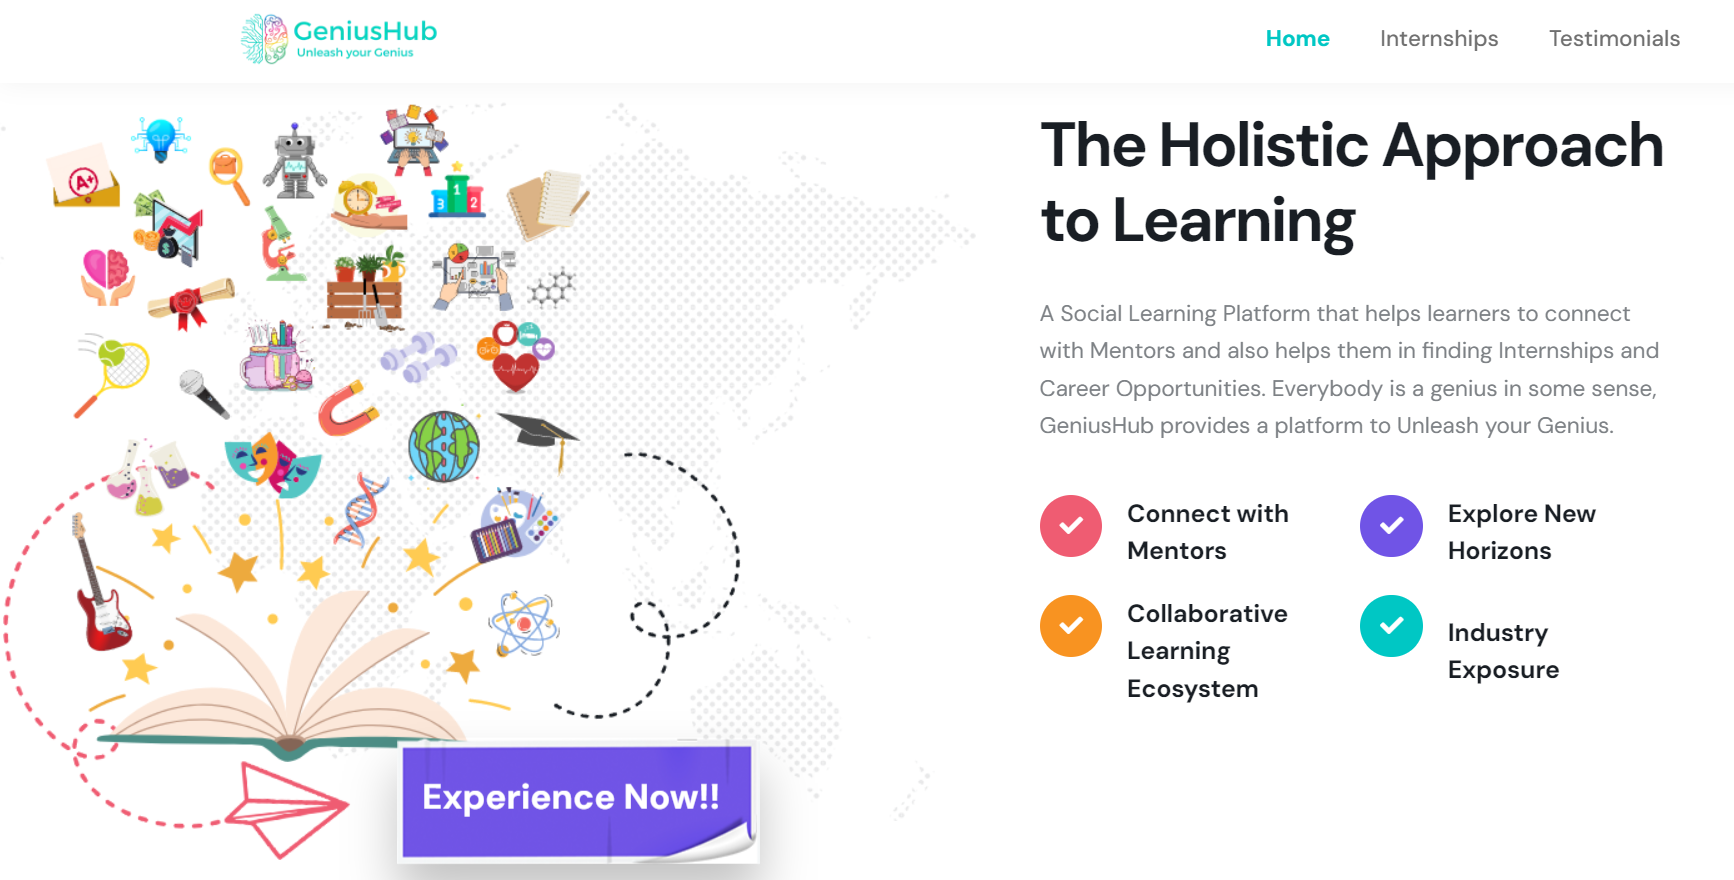 GeniusHub
Unleash your Genius
Home
Internships
Testimonials
A+
1
3
2
The Holistic Approach
to Learning
A Social Learning Platform that helps learners to connect
with Mentors and also helps them in finding Internships and
Career Opportunities. Everybody is a genius in some sense,
GeniusHub provides a platform to Unleash your Genius.
Connect with
Mentors
Explore New
Horizons
Collaborative
Learning
Ecosystem
Industry
Exposure
Experience Now!!